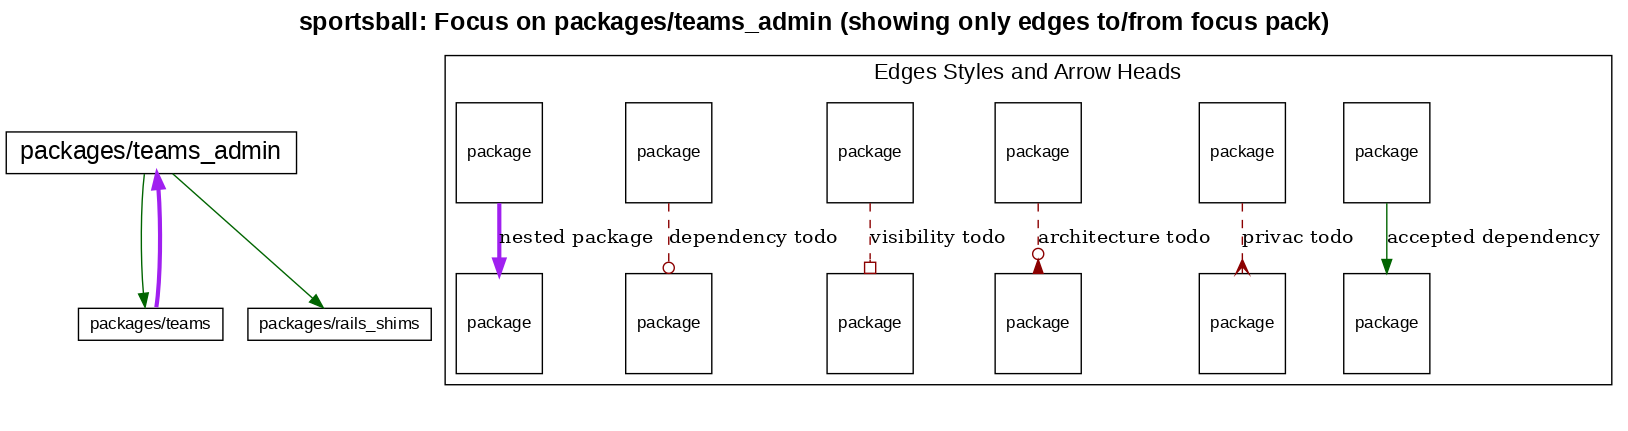 sportsball: Focus on packages/teams_admin (showing only edges to/from focus pack)
Edges Styles and Arrow Heads
packages/teams_admin
packages/teams
packages/rails_shims
package
package
package
package
package
package
nested package
dependency todo
visibility todo
architecture todo
privac todo
accepted dependency
package
package
package
package
package
package